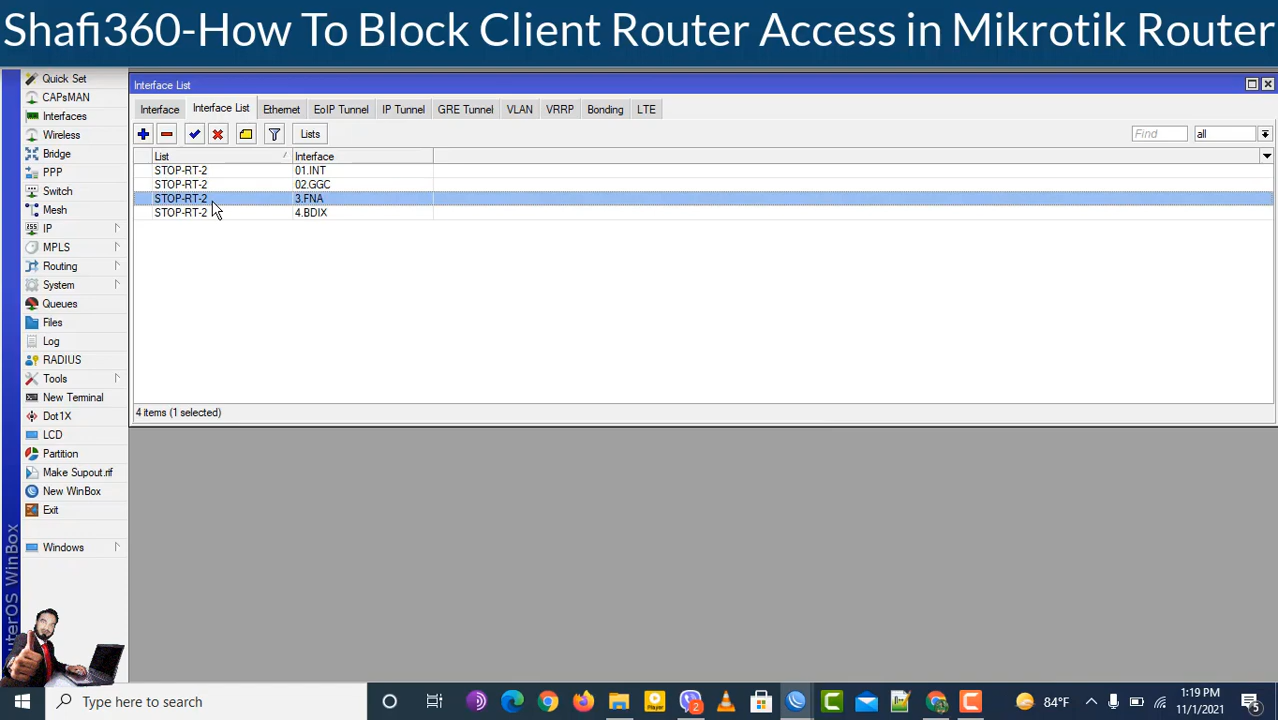 Shafi360-How To Block Client Router Access in Mikrotik Router
Quick Set
CAPsMAN
Interfaces
Wireless
Bridge
PPP
Switch
Mesh
IP
MPLS
Routing
System
Queues
Files
Log
RADIUS
Tools
New Terminal
Dot1X
LCD
Partition
Make Supout.rif
New WinBox
Exit
Windows
uterOS WinBox
Interface List
Interface Interface List Ethernet EoIP Tunnel IP Tunnel GRE Tunnel VLAN VRRP Bonding LTE
Lists Find all
List Interface
STOP-RT-2 01.INT
STOP-RT-2 02.GGC
STOP-RT-2 3.FNA
STOP-RT-2 4.BDIX
4 items (1 selected)
Type here to search 2 84°F 1:19 PM
11/1/2021 5